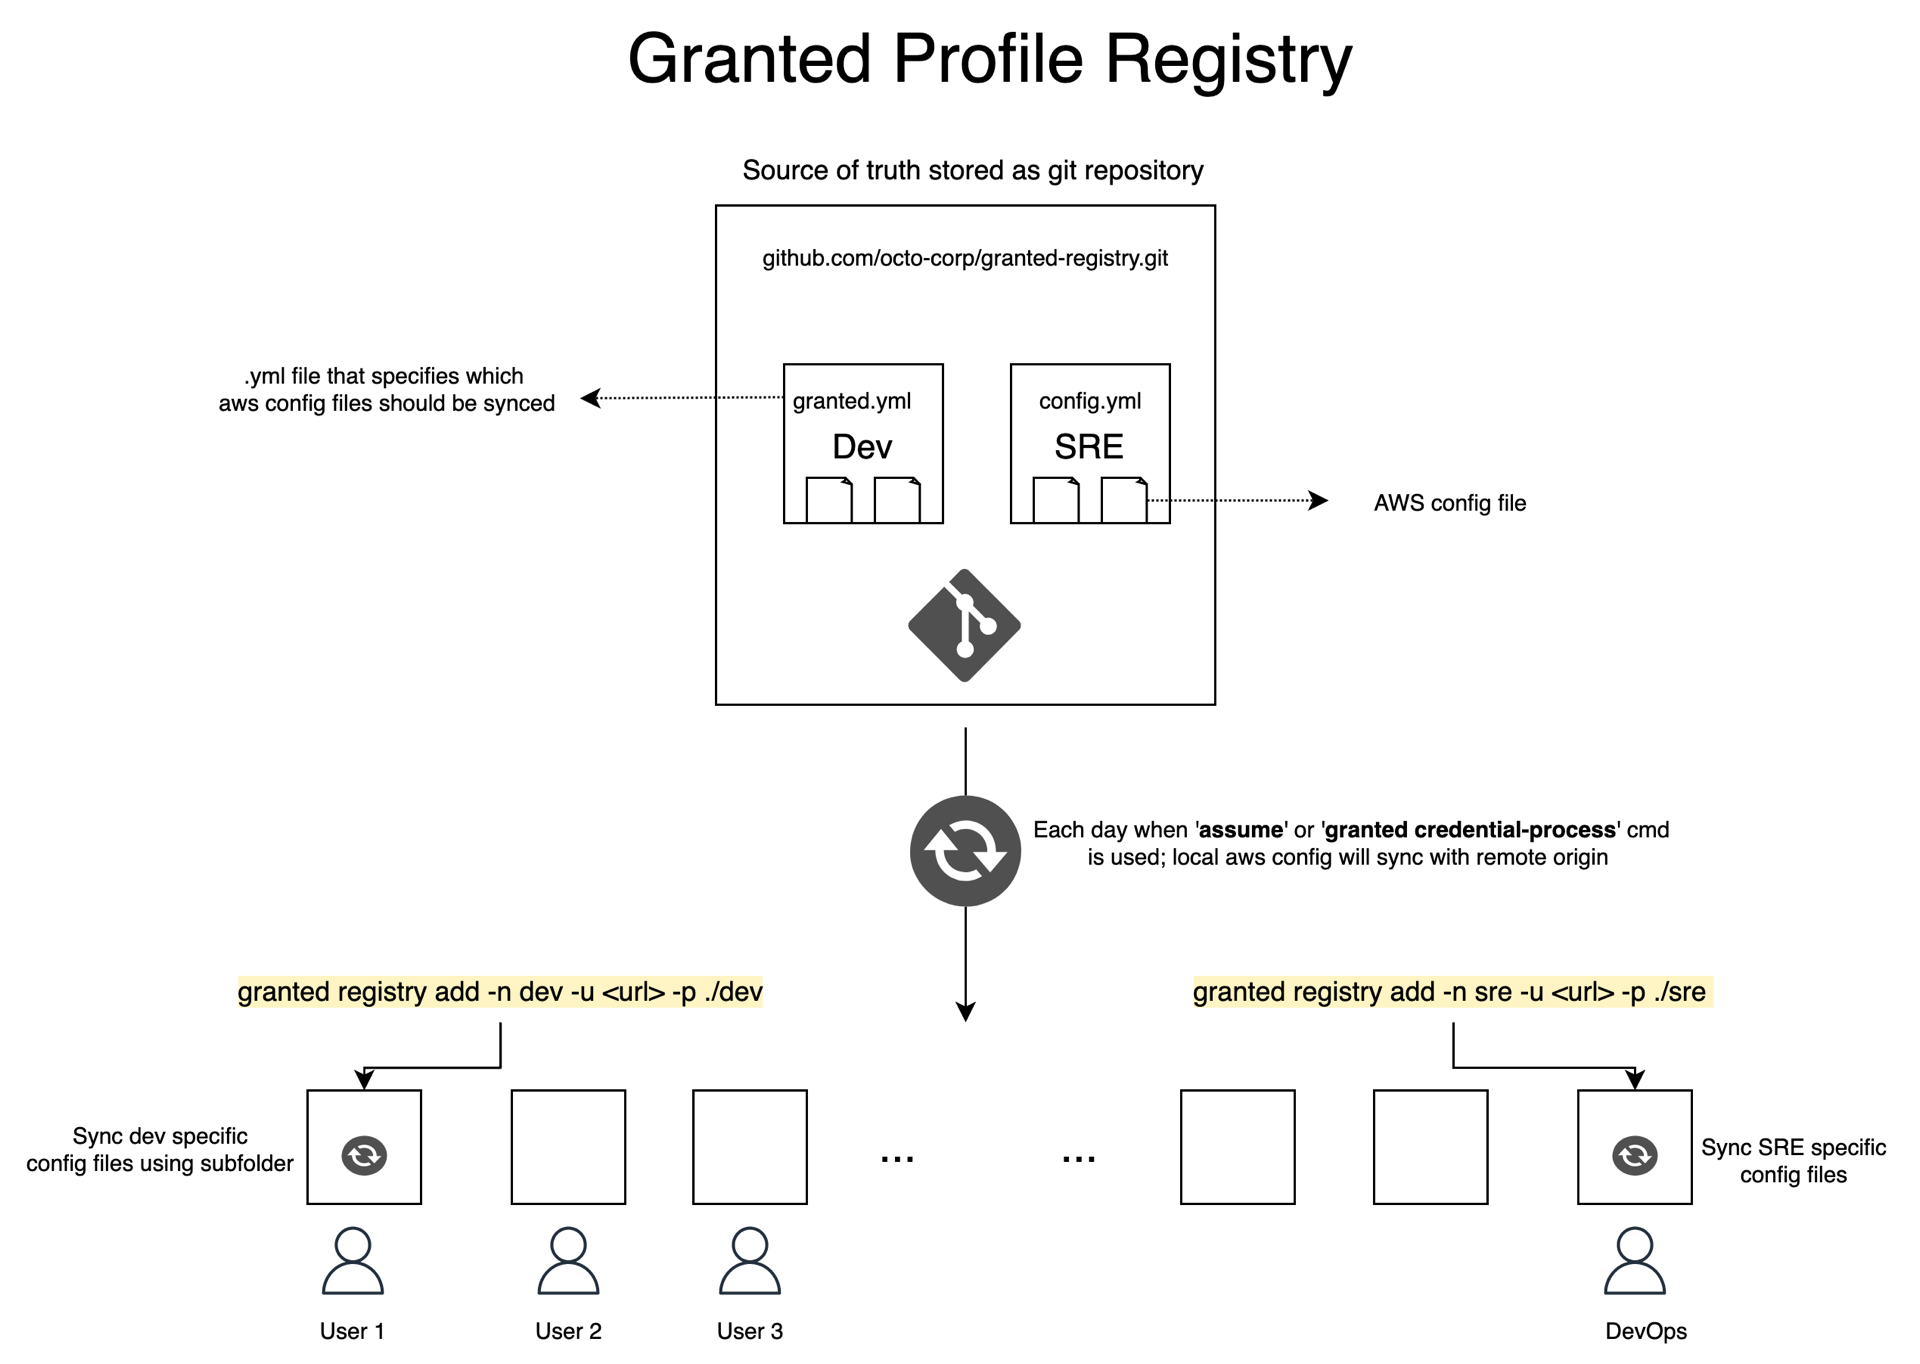 Granted Profile Registry
Source of truth stored as git repository
github.com/octo-corp/granted-registry.git
.yml file that specifies which
aws config files should be synced
granted.yml
Dev
config.yml
SRE
AWS config file
Each day when 'assume' or 'granted credential-process' cmd
is used; local aws config will sync with remote origin
granted registry add -n dev -u <url> -p ./dev
granted registry add -n sre -u <url> -p ./sre
Sync dev specific
config files using subfolder
...
...
Sync SRE specific
config files
User 1
User 2
User 3
DevOps